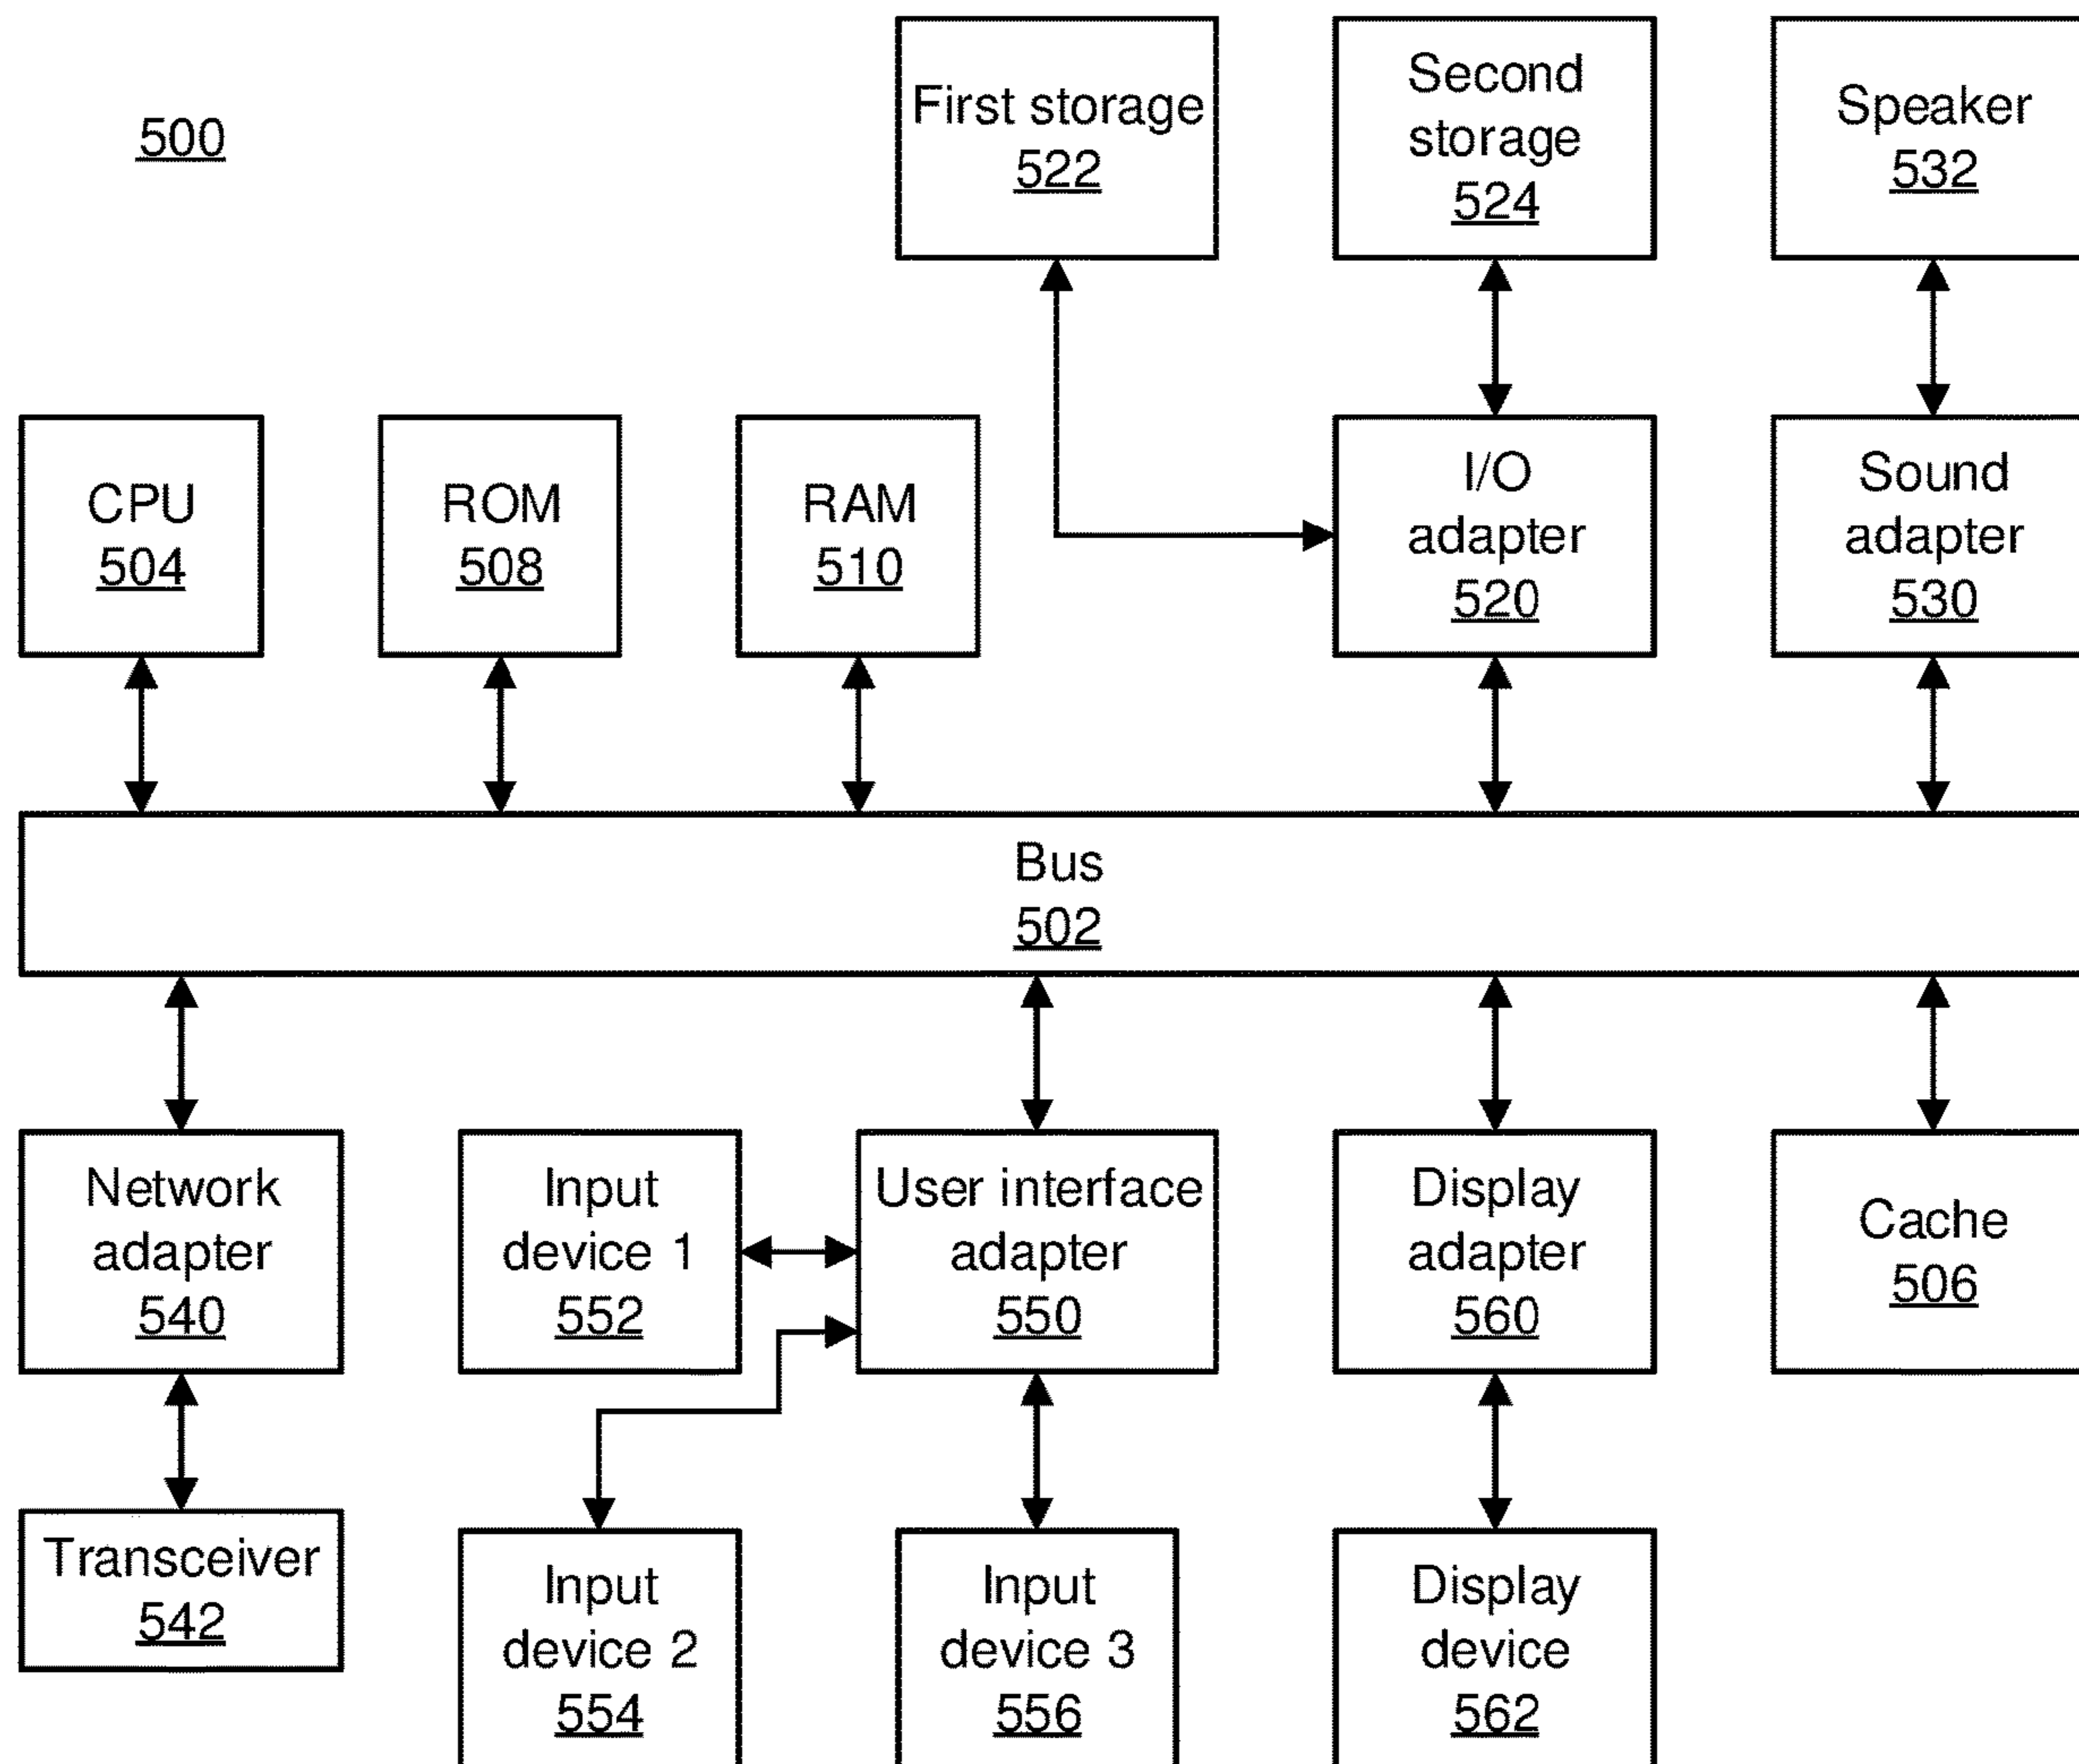 500
First storage
522
Second
storage
524
Speaker
532
CPU
504
ROM
508
RAM
510
I/O
adapter
520
Sound
adapter
530
Bus
502
Network
adapter
540
Input
device 1
552
User interface
adapter
550
Display
adapter
560
Cache
506
Transceiver
542
Input
device 2
554
Input
device 3
556
Display
device
562